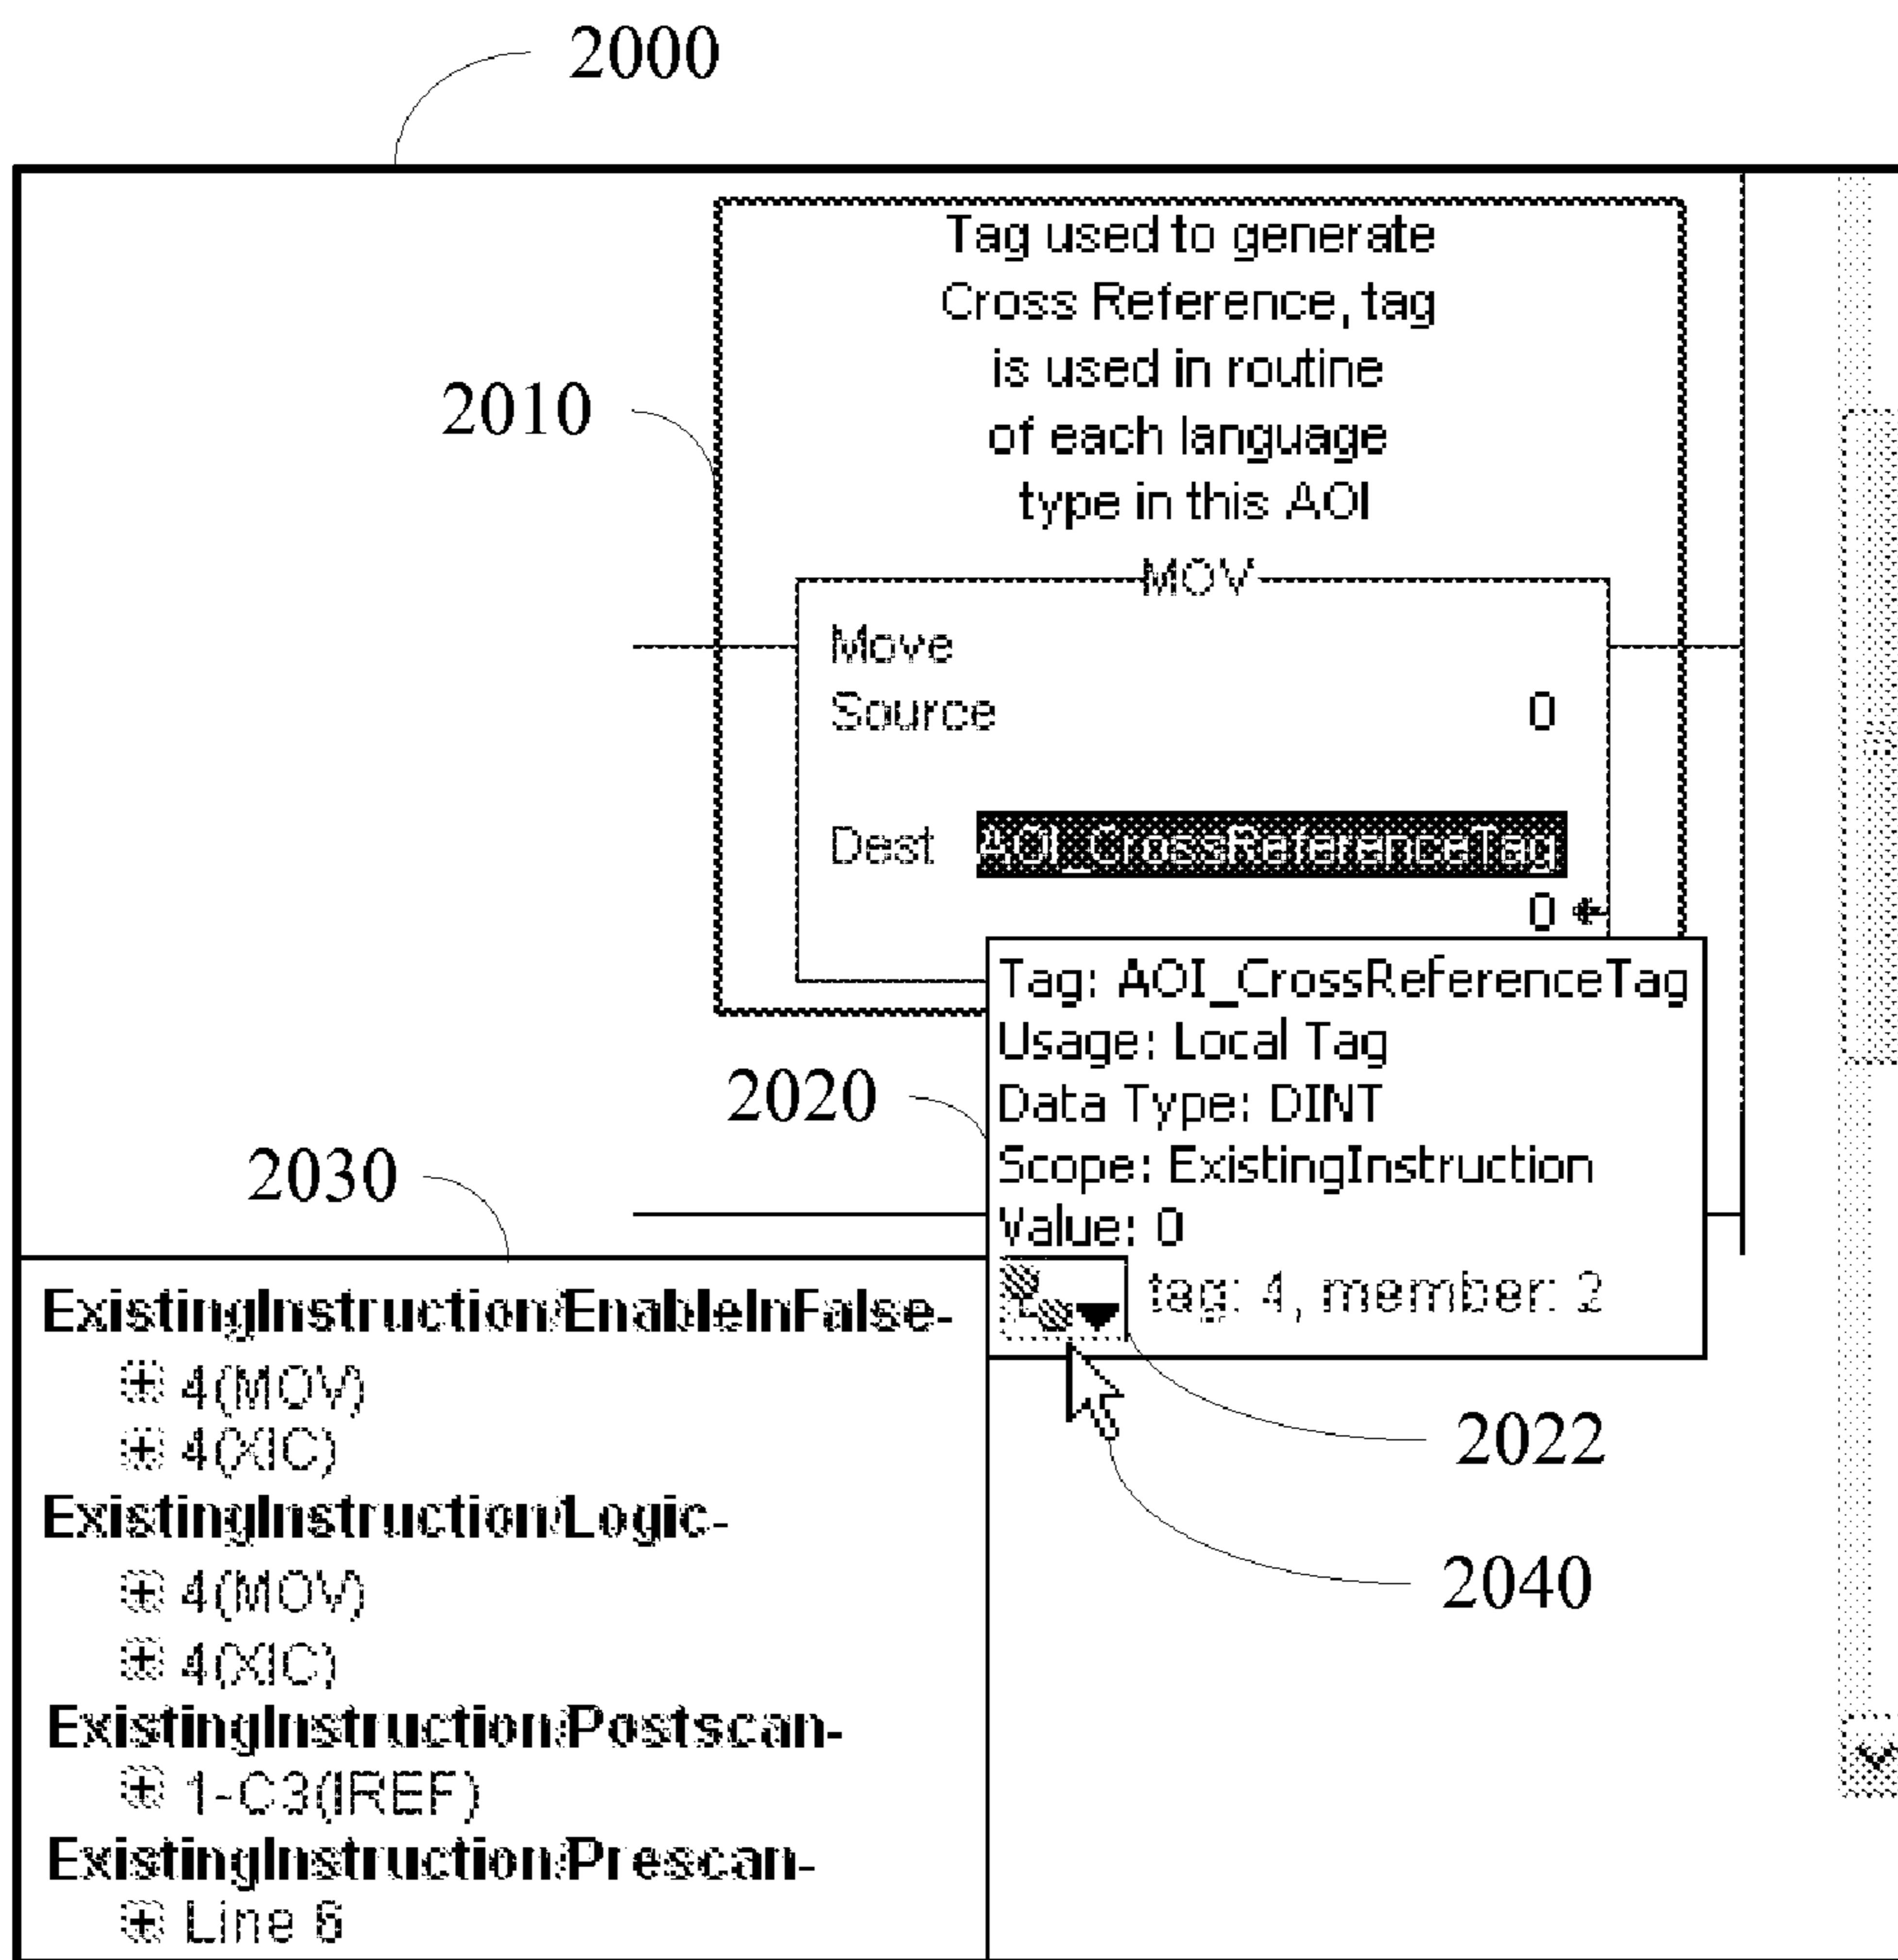 2000
Tag used to generate
Cross Reference, tag
is used in routine
of each language
type in this AOI
2010
MOV
Move
Source 0
Dest AOI_CrossReferenceTag
0
Tag: AOI_CrossReferenceTag
Usage: Local Tag
2020
Data Type: DINT
Scope: ExistingInstruction
2030
Value: 0
tag: 4, member: 2
ExistingInstruction/EnableInFalse-
4(MOV)
4(XIC)
2022
ExistingInstruction/Logic-
4(MOV)
2040
4(XIC)
ExistingInstruction/Postscan-
1-C3(IREF)
ExistingInstruction/Prescan-
Line 6